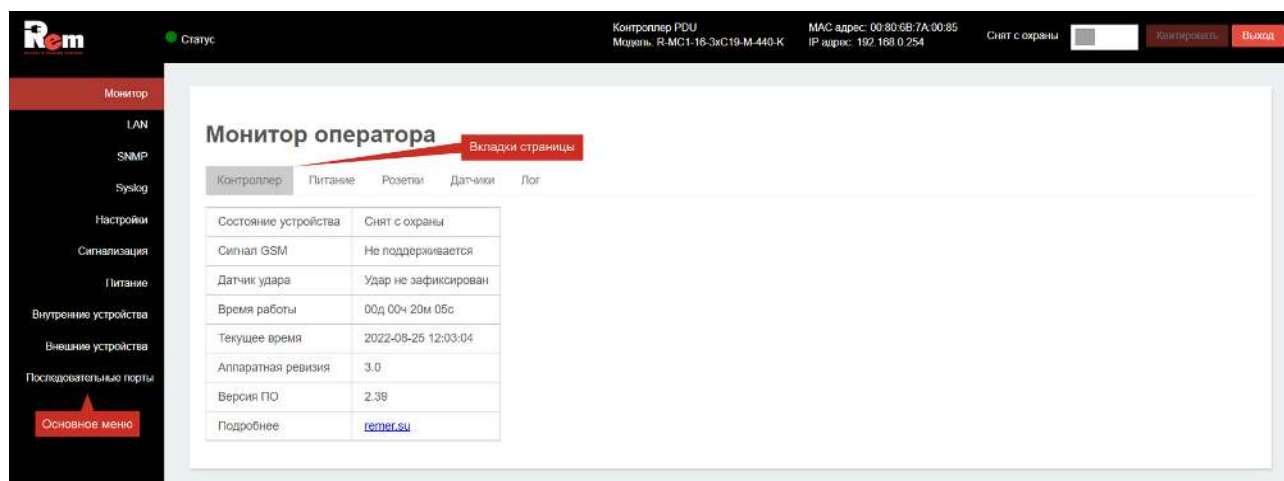 Rem
Статус
Контроллер PDU
Модель: R-MC1-16-3xC19-M-440-K
MAC адрес: 00:80:6B:7A:00:85
IP адрес: 192.168.0.254
Снят с охраны
Квитировать
Выход
Монитор
LAN
SNMP
Syslog
Настройки
Сигнализация
Питание
Внутренние устройства
Внешние устройства
Последовательные порты
Основное меню
Монитор оператора
Вкладки страницы
Контроллер Питание Розетки Датчики Лог
Состояние устройства Снят с охраны
Сигнал GSM Не поддерживается
Датчик удара Удар не зафиксирован
Время работы 00д 00ч 20м 05с
Текущее время 2022-08-25 12:03:04
Аппаратная ревизия 3.0
Версия ПО 2.39
Подробнее remer.su